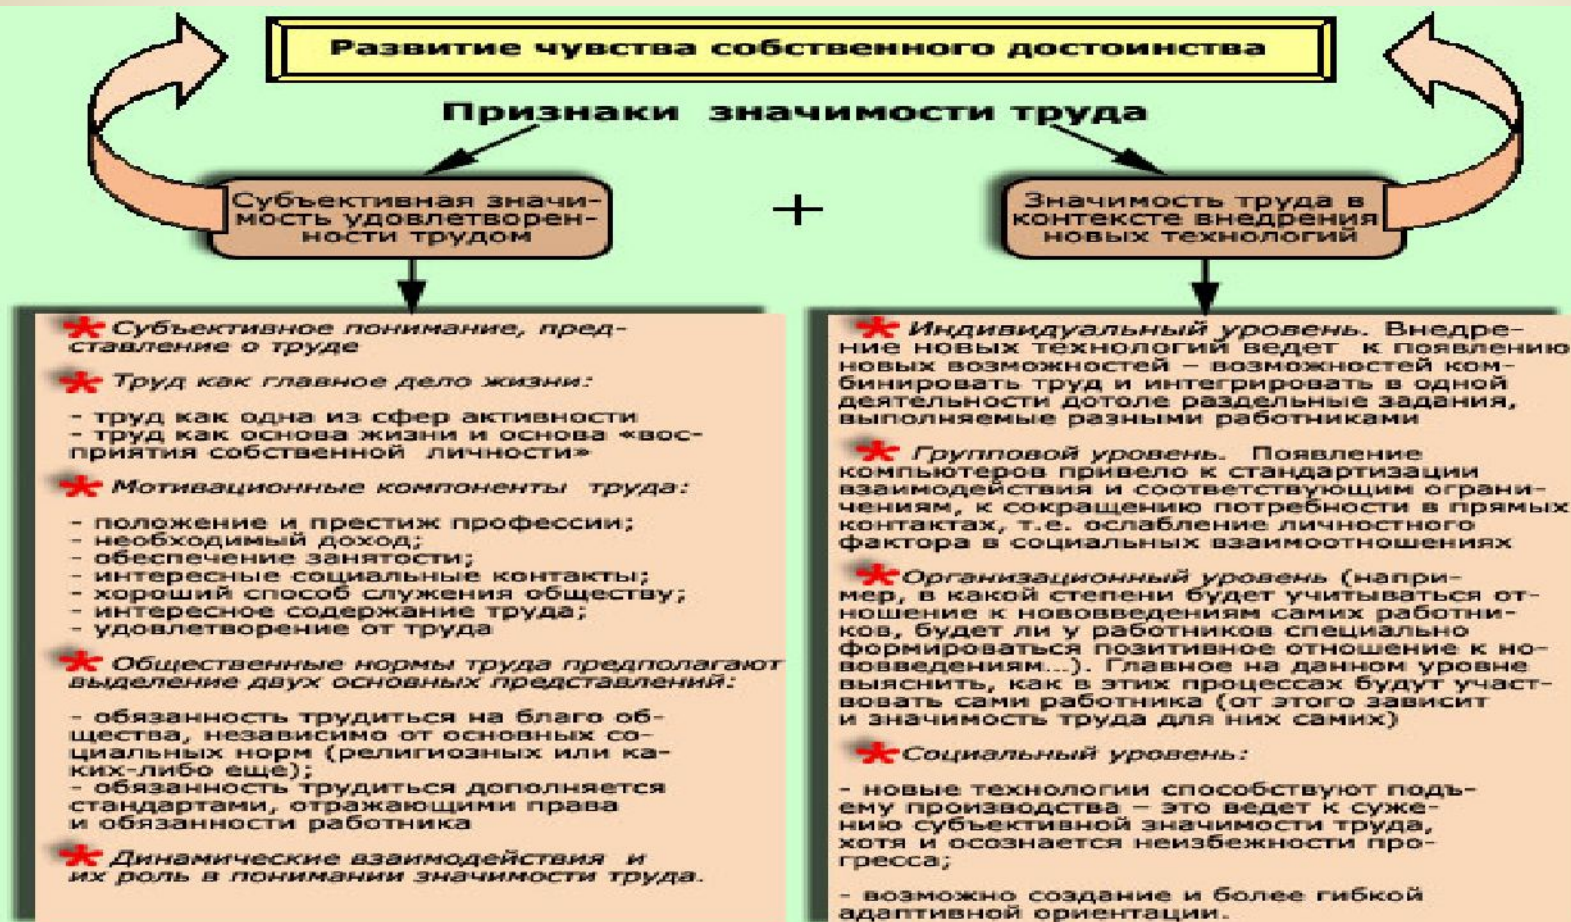 Развитие чувства собственного достоинства
Признаки значимости труда
Субъективная значи-
мость удовлетворен-
ности трудом
+
Значимость труда в
контексте внедрения
новых технологий
* Субъективное понимание, пред-
ставление о труде
* Труд как главное дело жизни:
- труд как одна из сфер активности
- труд как основа жизни и основа «вос-
приятия собственной личности»
* Мотивационные компоненты труда:
- положение и престиж профессии;
- необходимый доход;
- обеспечение занятости;
- интересные социальные контакты;
- хороший способ служения обществу;
- интересное содержание труда;
- удовлетворение от труда
* Общественные нормы труда предполагают
выделение двух основных представлений:
- обязанность трудиться на благо об-
щества, независимо от основных со-
циальных норм (религиозных или ка-
ких-либо еще);
- обязанность трудиться дополняется
стандартами, отражающими права
и обязанности работника
* Динамические взаимодействия и
их роль в понимании значимости труда.
* Индивидуальный уровень. Внедре-
ние новых технологий ведет к появлению
новых возможностей – возможностей ком-
бинировать труд и интегрировать в одной
деятельности дотоле раздельные задания,
выполняемые разными работниками
* Групповой уровень. Появление
компьютеров привело к стандартизации
взаимодействия и соответствующим ограни-
чениям, к сокращению потребности в прямых
контактах, т.е. ослабление личностного
фактора в социальных взаимоотношениях
* Организационный уровень (напри-
мер, в какой степени будет учитываться от-
ношение к нововведениям самих работни-
ков, будет ли у работников специально
формироваться позитивное отношение к но-
вовведениям...). Главное на данном уровне
выяснить, как в этих процессах будут участ-
вовать сами работника (от этого зависит
и значимость труда для них самих)
* Социальный уровень:
- новые технологии способствуют подъ-
ему производства – это ведет к суже-
нию субъективной значимости труда,
хотя и осознается неизбежности про-
гресса;
- возможно создание и более гибкой
адаптивной ориентации.